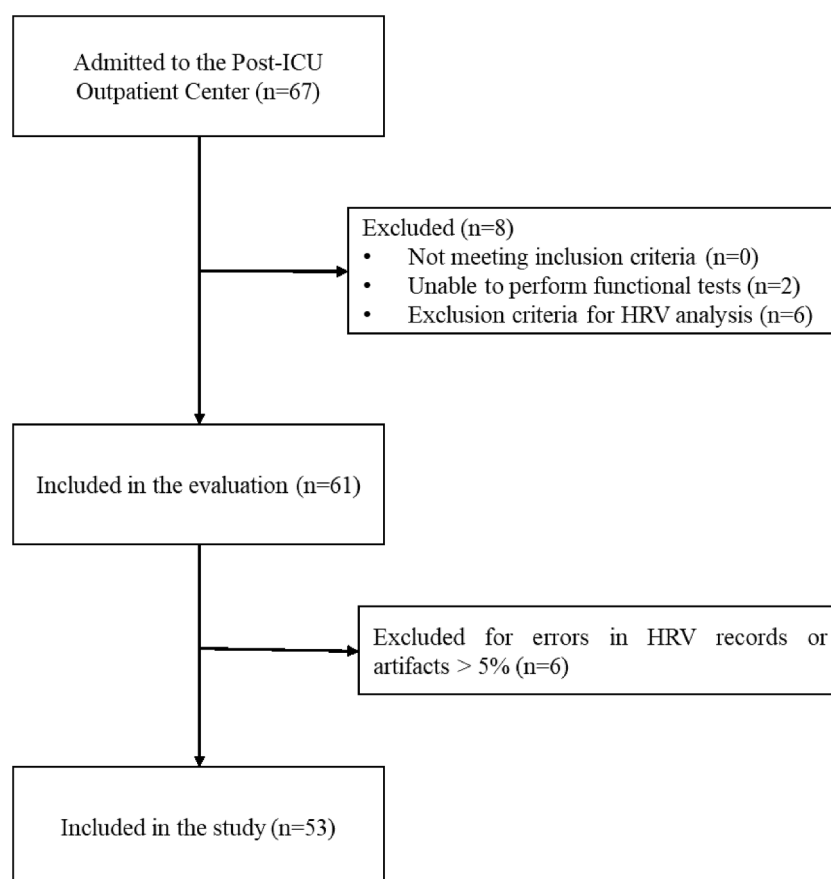 Admitted to the Post-ICU
Outpatient Center (n=67)
Excluded (n=8)
• Not meeting inclusion criteria (n=0)
• Unable to perform functional tests (n=2)
• Exclusion criteria for HRV analysis (n=6)
Included in the evaluation (n=61)
Excluded for errors in HRV records or
artifacts > 5% (n=6)
Included in the study (n=53)